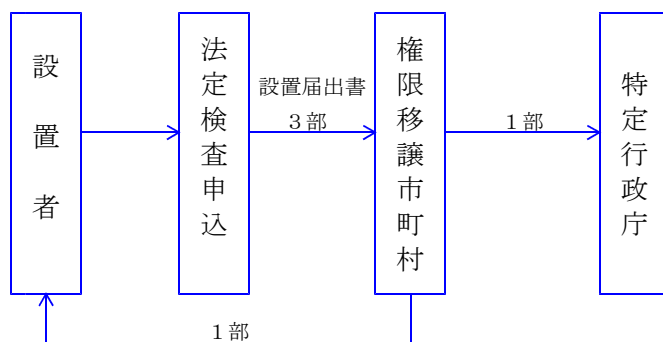 設置者
法定検査申込
設置届出書
３部
権限移譲市町村
１部
特定行政庁
１部